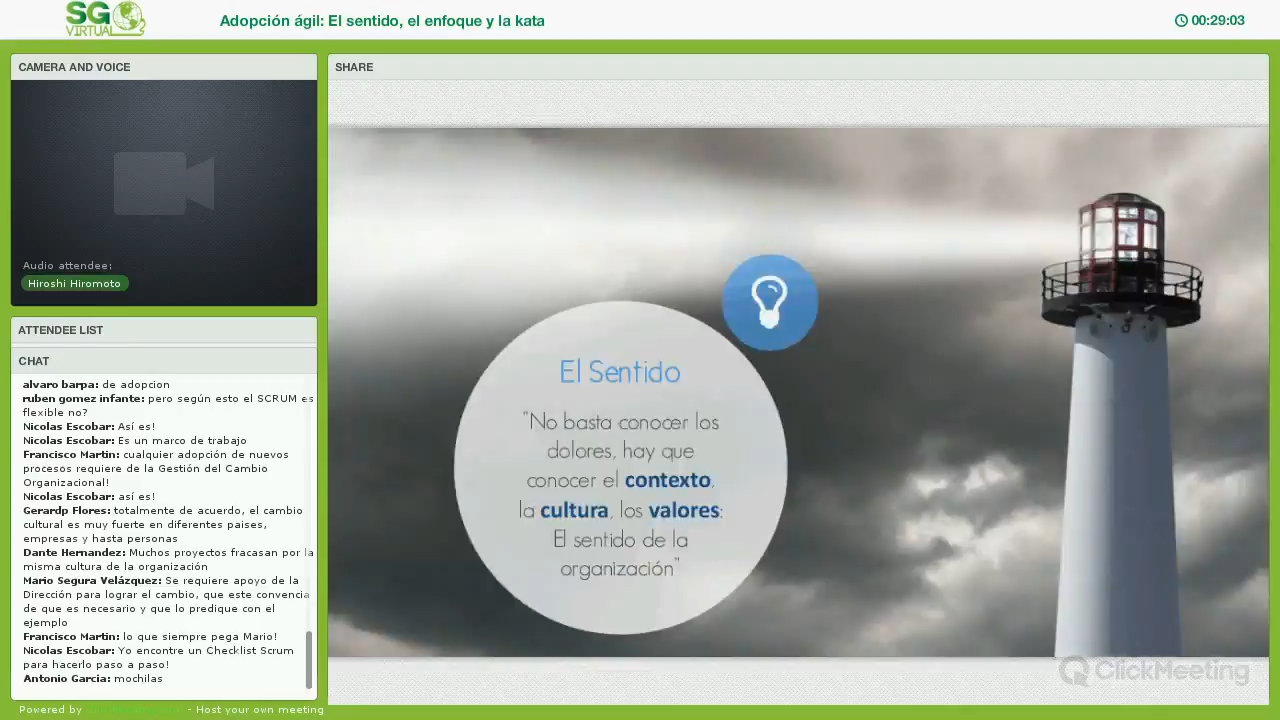 SG
VIRTUAL
Adopción ágil: El sentido, el enfoque y la kata
00:29:03
CAMERA AND VOICE
Audio attendee:
Hiroshi Hiromoto
ATTENDEE LIST
CHAT
alvaro barpa: de adopcion
ruben gomez infante: pero según esto el SCRUM es
flexible no?
Nicolas Escobar: Así es!
Nicolas Escobar: Es un marco de trabajo
Francisco Martin: cualquier adopción de nuevos
procesos requiere de la Gestión del Cambio
Organizacional!
Nicolas Escobar: así es!
Gerardp Flores: totalmente de acuerdo, el cambio
cultural es muy fuerte en diferentes paises,
empresas y hasta personas
Dante Hernandez: Muchos proyectos fracasan por la
misma cultura de la organización
Mario Segura Velázquez: Se requiere apoyo de la
Dirección para lograr el cambio, que este convencia
de que es necesario y que lo predique con el
ejemplo
Francisco Martin: lo que siempre pega Mario!
Nicolas Escobar: Yo encontre un Checklist Scrum
para hacerlo paso a paso!
Antonio Garcia: mochilas
Powered by - Host your own meeting
SHARE
El Sentido
"No basta conocer los
dolores, hay que
conocer el contexto,
la cultura, los valores:
El sentido de la
organización"
ClickMeeting